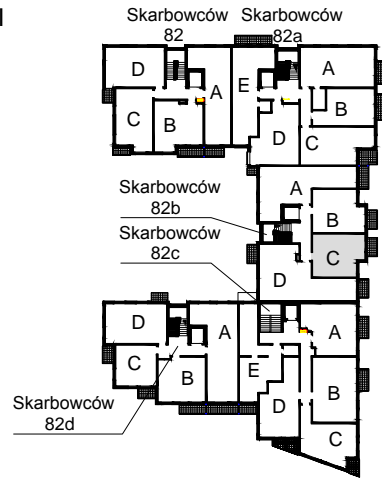 Skarbowców Skarbowców
82 82a
D A E A
C B B
D C
A
Skarbowców
82b
B
Skarbowców
82c
C
D
D A A
C B E B
D
Skarbowców
82d
C